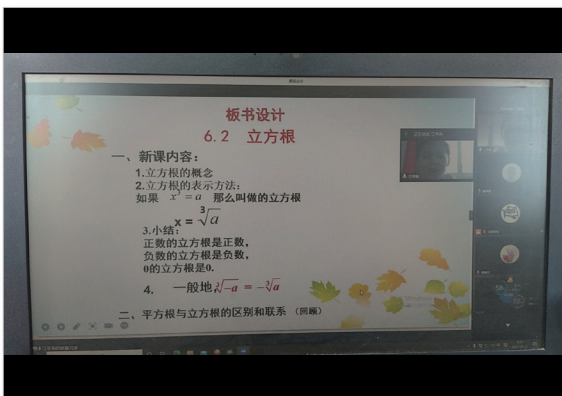 板书设计
6.2 立方根
一、新课内容：
1.立方根的概念
2.立方根的表示方法：
如果 x³ = a 那么叫做的立方根
x = ∛a
3.小结：
正数的立方根是正数，
负数的立方根是负数，
0的立方根是0.
4. 一般地，∛-a = -∛a
二、平方根与立方根的区别和联系 （回顾）